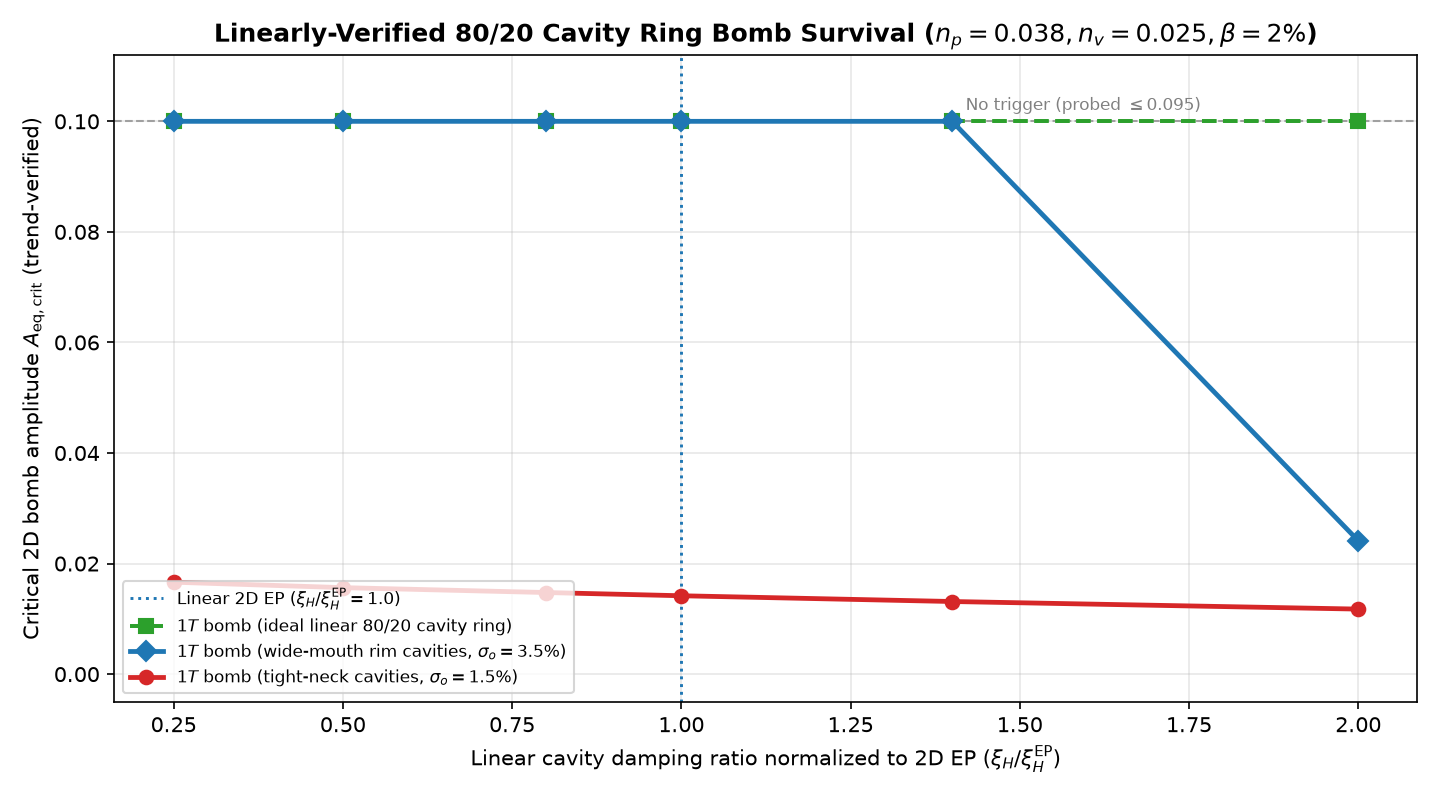 Linearly-Verified 80/20 Cavity Ring Bomb Survival (n_p = 0.038, n_v = 0.025, β = 2%)
Critical 2D bomb amplitude A_eq, crit (trend-verified)
0.10
0.08
0.06
0.04
0.02
0.00
No trigger (probed ≤ 0.095)
Linear 2D EP (ξ_H/ξ_H^EP = 1.0)
1T bomb (ideal linear 80/20 cavity ring)
1T bomb (wide-mouth rim cavities, σ_o = 3.5%)
1T bomb (tight-neck cavities, σ_o = 1.5%)
0.25 0.50 0.75 1.00 1.25 1.50 1.75 2.00
Linear cavity damping ratio normalized to 2D EP (ξ_H/ξ_H^EP)